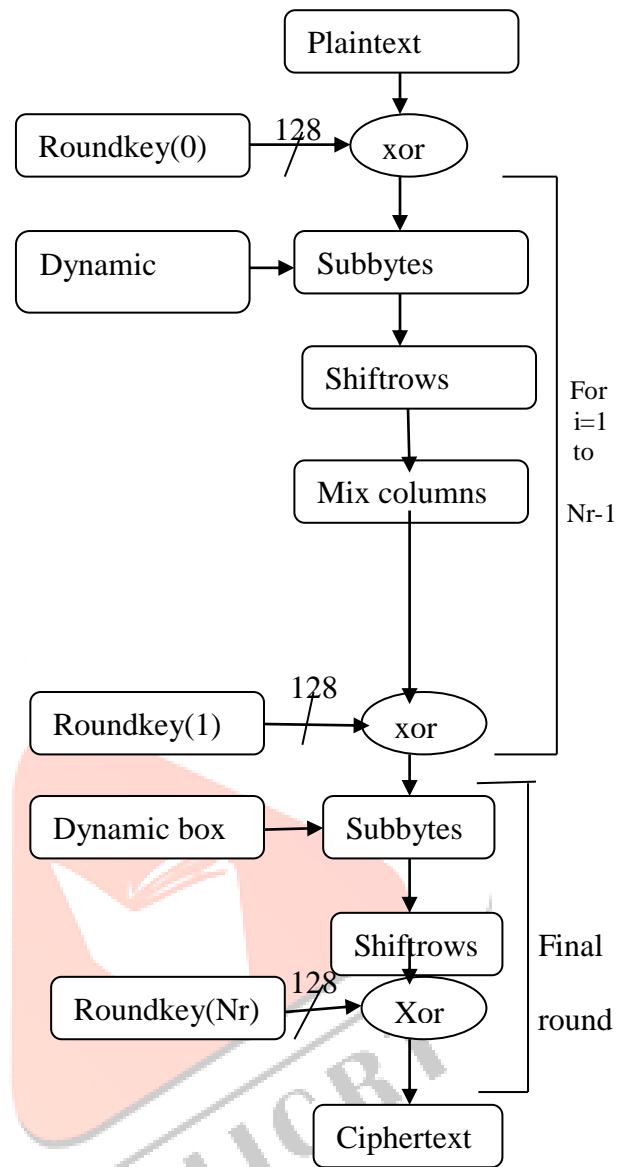 Plaintext
128
Roundkey(0)
xor
Dynamic
Subbytes
Shiftrows
For
i=1
to
Mix columns
Nr-1
128
Roundkey(1)
xor
Dynamic box
Subbytes
Shiftrows
Final
128
Roundkey(Nr)
Xor
round
Ciphertext